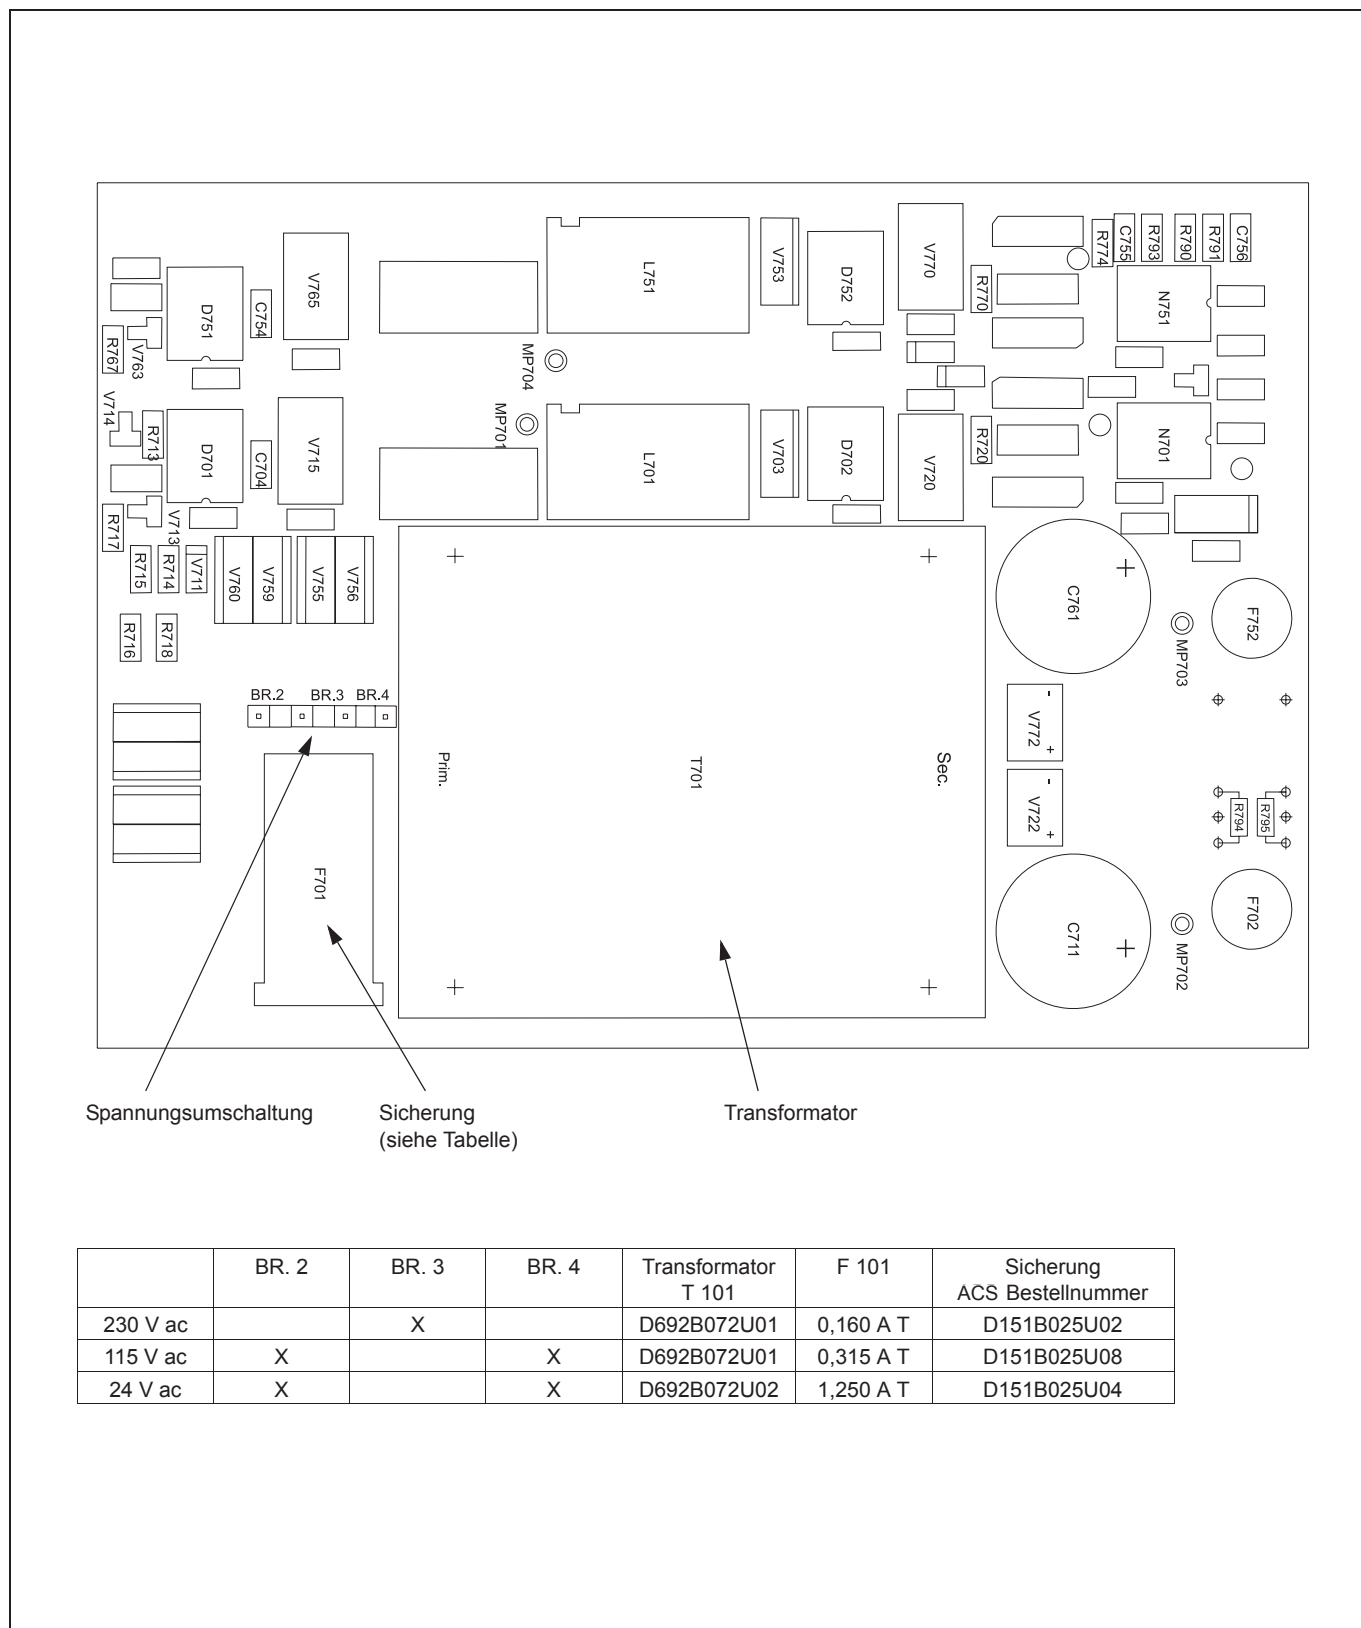 V765
L751
V753
D752
V770
R774
C755
R793
R790
R791
C756
D751
C754
R770
N751
R767
V763
MP704
V714
R713
D701
C704
V715
MP701
L701
V703
D702
V720
R720
N701
R717
V713
R715
R714
V711
V760
V759
V755
V756
R716
R718
C761
MP703
F752
BR.2 BR.3 BR.4
Prim.
T701
Sec.
- V772 +
- V722 +
R794
R795
F701
C711
MP702
F702
Spannungsumschaltung
Sicherung
(siehe Tabelle)
Transformator
BR. 2 BR. 3 BR. 4 Transformator T 101 F 101 Sicherung ACS Bestellnummer
230 V ac X D692B072U01 0,160 A T D151B025U02
115 V ac X X D692B072U01 0,315 A T D151B025U08
24 V ac X X D692B072U02 1,250 A T D151B025U04